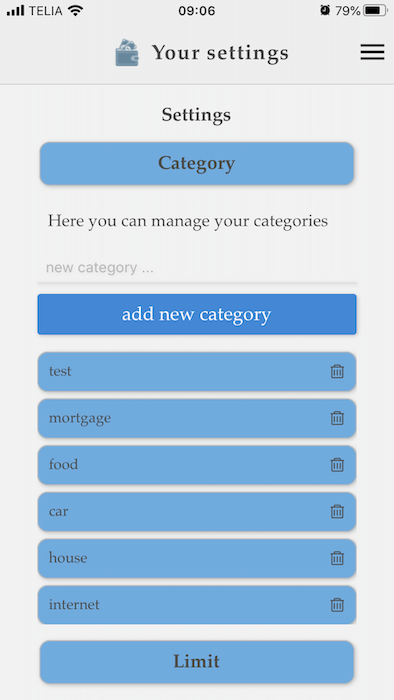 TELIA 09:06 79%
Your settings
Settings
Category
Here you can manage your categories
new category ...
add new category
test
mortgage
food
car
house
internet
Limit